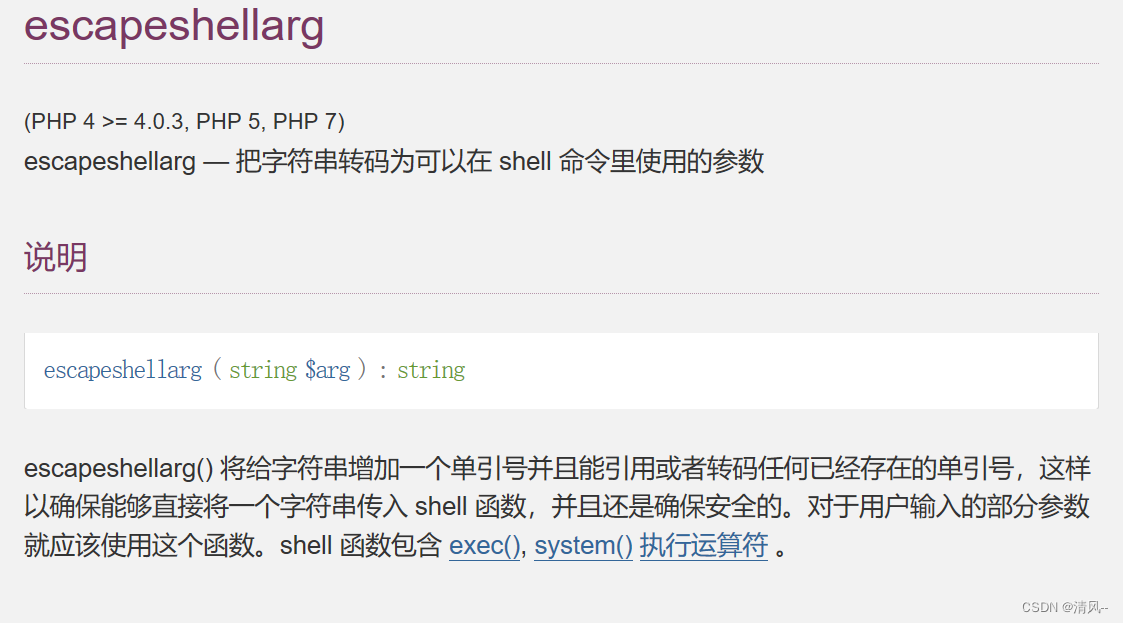 escapeshellarg
(PHP 4 >= 4.0.3, PHP 5, PHP 7)
escapeshellarg — 把字符串转码为可以在 shell 命令里使用的参数
说明
escapeshellarg ( string $arg ) : string
escapeshellarg() 将给字符串增加一个单引号并且能引用或者转码任何已经存在的单引号，这样
以确保能够直接将一个字符串传入 shell 函数，并且还是确保安全的。对于用户输入的部分参数
就应该使用这个函数。shell 函数包含 exec(), system() 执行运算符 。
CSDN @清风--